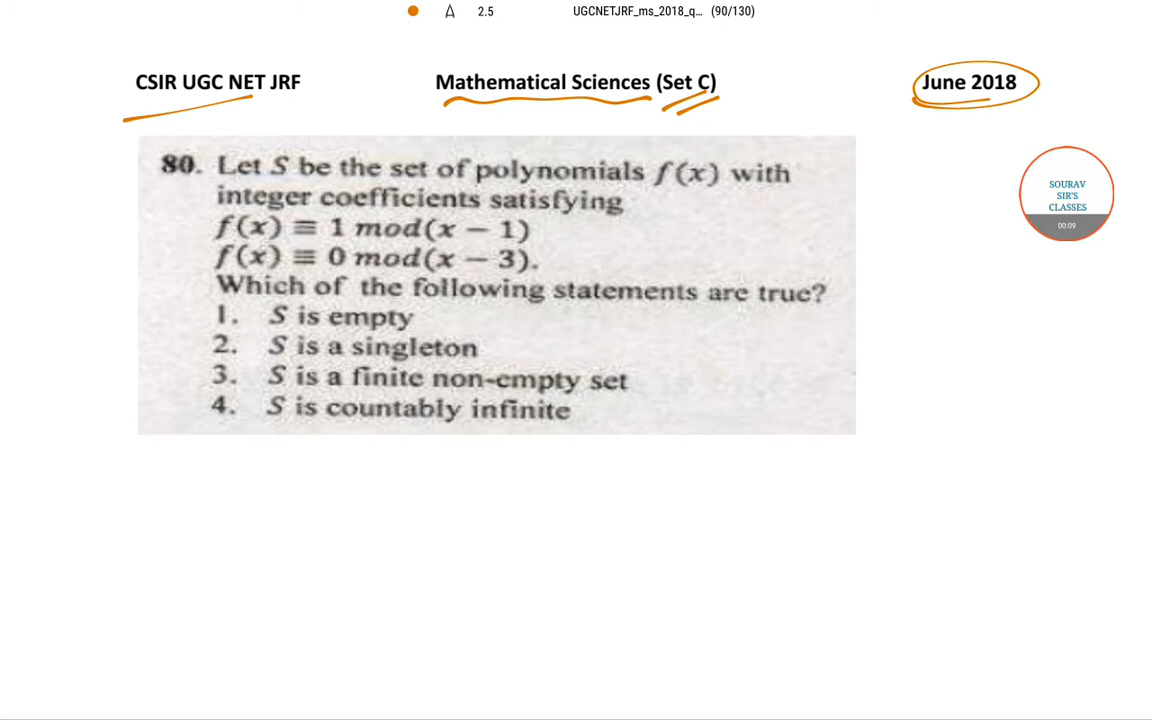 2.5 UGCNETJRF_ms_2018_q... (90/130)
CSIR UGC NET JRF Mathematical Sciences (Set C) June 2018
SOURAV
SIR'S
CLASSES
00:09
80. Let S be the set of polynomials f(x) with
integer coefficients satisfying
f(x) ≡ 1 mod(x − 1)
f(x) ≡ 0 mod(x − 3).
Which of the following statements are true?
1. S is empty
2. S is a singleton
3. S is a finite non-empty set
4. S is countably infinite